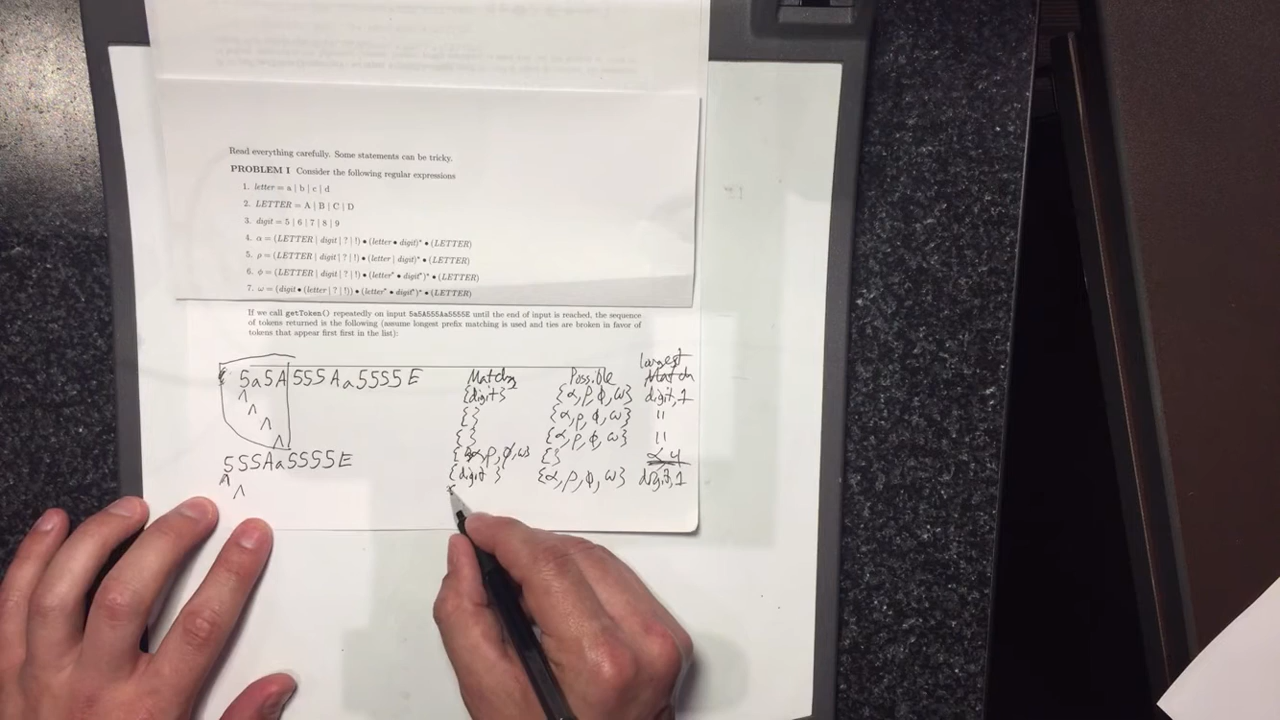 Read everything carefully. Some statements can be tricky.
PROBLEM I Consider the following regular expressions
1. letter = a | b | c | d
2. LETTER = A | B | C | D
3. digit = 5 | 6 | 7 | 8 | 9
4. α = (LETTER | digit | ? | !) • (letter • digit)* • (LETTER)
5. ρ = (LETTER | digit | ? | !) • (letter | digit)* • (LETTER)
6. ϕ = (LETTER | digit | ? | !) • (letter* • digit*)* • (LETTER)
7. ω = (digit • (letter | ? | !)) • (letter* • digit*)* • (LETTER)
If we call getToken() repeatedly on input 5a5A555Aa5555E until the end of input is reached, the sequence
of tokens returned is the following (assume longest prefix matching is used and ties are broken in favor of
tokens that appear first first in the list):
largest
5a5A555Aa5555E Match Possible Match
{digit} {α, ρ, ϕ, ω} digit, 1
{} {α, ρ, ϕ, ω} "
{} {α, ρ, ϕ, ω} "
{α, ρ, ϕ, ω} {} α 4
555Aa5555E
{digit } {α, ρ, ϕ, ω} digit, 1